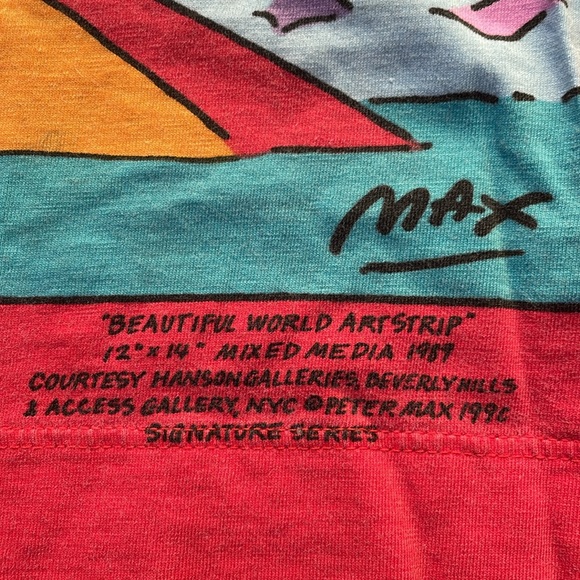 MAX
"BEAUTIFUL WORLD ARTSTRIP"
12" x 14" MIXED MEDIA 1989
COURTESY HANSON GALLERIES, BEVERLY HILLS
& ACCESS GALLERY, NYC © PETER MAX
SIGNATURE SERIES